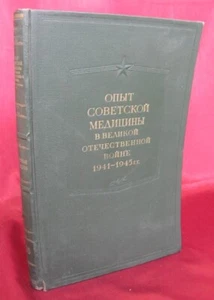 ОПЫТ
СОВЕТСКОЙ
МЕДИЦИНЫ
В ВЕЛИКОЙ
ОТЕЧЕСТВЕННОЙ
ВОЙНЕ
1941-1945 гг.